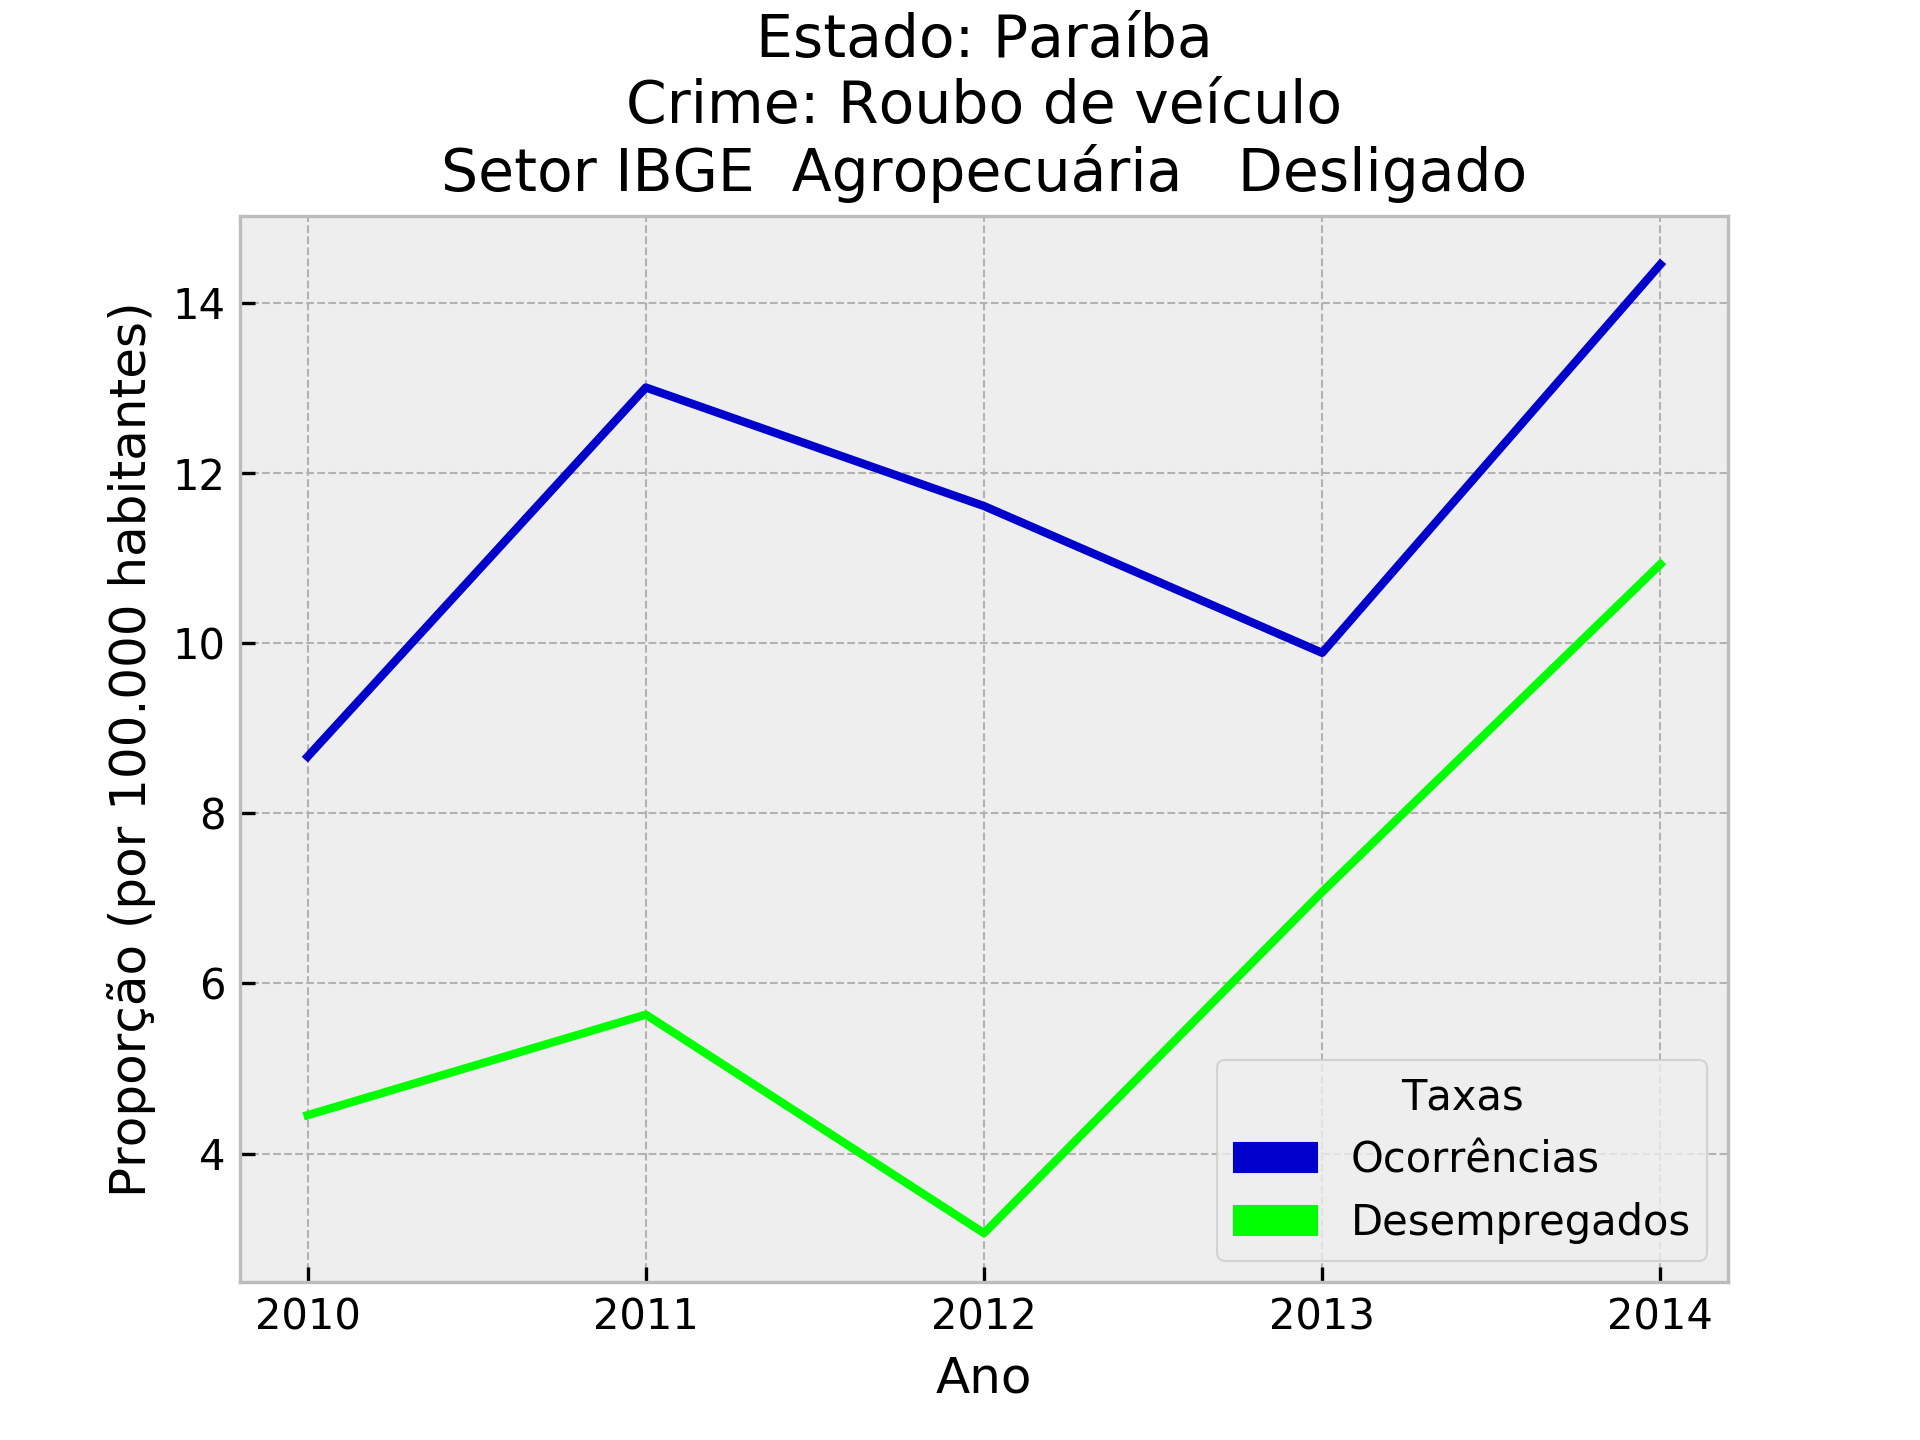 Estado: Paraíba
Crime: Roubo de veículo
Setor IBGE  Agropecuária   Desligado
Proporção (por 100.000 habitantes)
14
12
10
8
6
4
Taxas
Ocorrências
Desempregados
2010 2011 2012 2013 2014
Ano